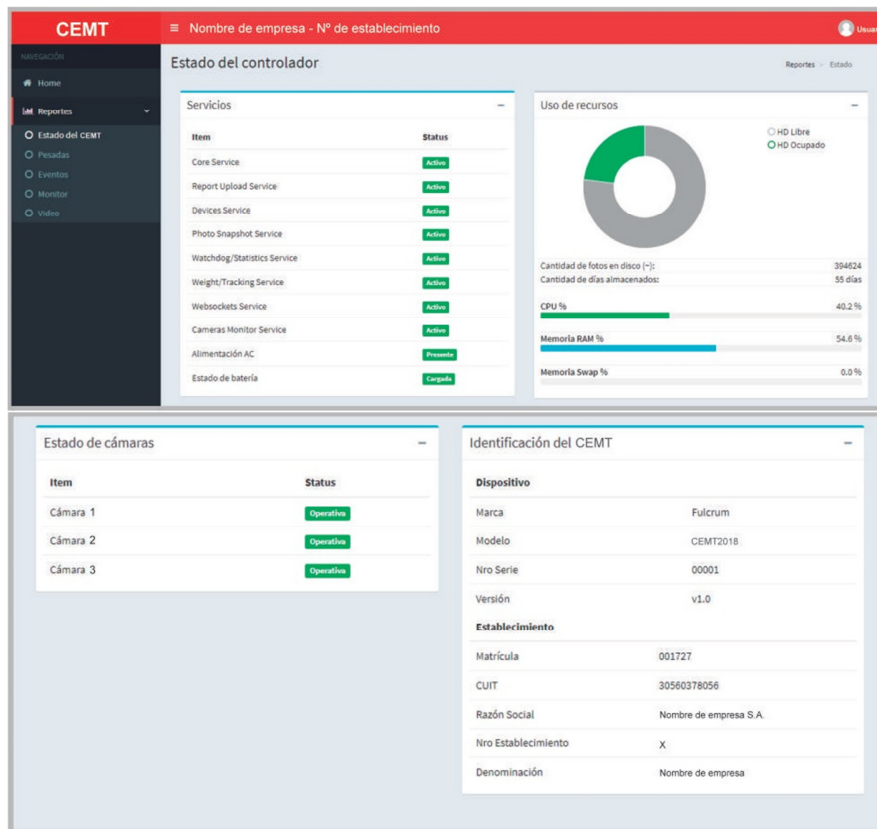 CEMT
Nombre de empresa - Nº de establecimiento
Usuar
NAVEGACIÓN
Home
Reportes
Estado del CEMT
Pesadas
Eventos
Monitor
Video
Estado del controlador
Reportes > Estado
Servicios
Item Status
Core Service Activo
Report Upload Service Activo
Devices Service Activo
Photo Snapshot Service Activo
Watchdog/Statistics Service Activo
Weight/Tracking Service Activo
Websockets Service Activo
Cameras Monitor Service Activo
Alimentación AC Presente
Estado de batería Cargada
Uso de recursos
HD Libre
HD Ocupado
Cantidad de fotos en disco (~): 394624
Cantidad de días almacenados: 55 días
CPU % 40.2 %
Memoria RAM % 54.6 %
Memoria Swap % 0.0 %
Estado de cámaras
Item Status
Cámara 1 Operativa
Cámara 2 Operativa
Cámara 3 Operativa
Identificación del CEMT
Dispositivo
Marca Fulcrum
Modelo CEMT2018
Nro Serie 00001
Versión v1.0
Establecimiento
Matrícula 001727
CUIT 30560378056
Razón Social Nombre de empresa S.A.
Nro Establecimiento X
Denominación Nombre de empresa